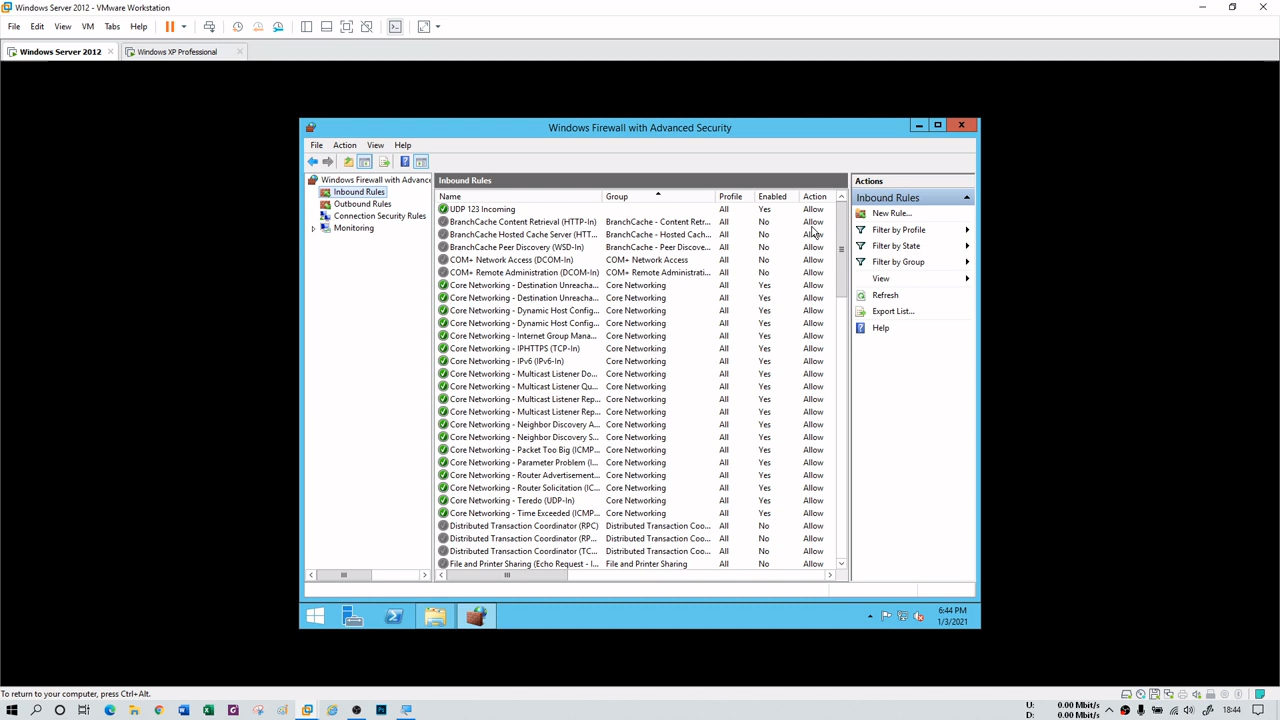 Windows Server 2012 - VMware Workstation
File Edit View VM Tabs Help
Windows Server 2012 Windows XP Professional
Windows Firewall with Advanced Security
File Action View Help
Windows Firewall with Advance
Inbound Rules
Outbound Rules
Connection Security Rules
Monitoring
Inbound Rules
Name Group Profile Enabled Action
UDP 123 Incoming All Yes Allow
BranchCache Content Retrieval (HTTP-In) BranchCache - Content Retr... All No Allow
BranchCache Hosted Cache Server (HTT... BranchCache - Hosted Cach... All No Allow
BranchCache Peer Discovery (WSD-In) BranchCache - Peer Discove... All No Allow
COM+ Network Access (DCOM-In) COM+ Network Access All No Allow
COM+ Remote Administration (DCOM-In) COM+ Remote Administrati... All No Allow
Core Networking - Destination Unreacha... Core Networking All Yes Allow
Core Networking - Destination Unreacha... Core Networking All Yes Allow
Core Networking - Dynamic Host Config... Core Networking All Yes Allow
Core Networking - Dynamic Host Config... Core Networking All Yes Allow
Core Networking - Internet Group Mana... Core Networking All Yes Allow
Core Networking - IPHTTPS (TCP-In) Core Networking All Yes Allow
Core Networking - IPv6 (IPv6-In) Core Networking All Yes Allow
Core Networking - Multicast Listener Do... Core Networking All Yes Allow
Core Networking - Multicast Listener Qu... Core Networking All Yes Allow
Core Networking - Multicast Listener Rep... Core Networking All Yes Allow
Core Networking - Multicast Listener Rep... Core Networking All Yes Allow
Core Networking - Neighbor Discovery A... Core Networking All Yes Allow
Core Networking - Neighbor Discovery S... Core Networking All Yes Allow
Core Networking - Packet Too Big (ICMP... Core Networking All Yes Allow
Core Networking - Parameter Problem (I... Core Networking All Yes Allow
Core Networking - Router Advertisement... Core Networking All Yes Allow
Core Networking - Router Solicitation (IC... Core Networking All Yes Allow
Core Networking - Teredo (UDP-In) Core Networking All Yes Allow
Core Networking - Time Exceeded (ICMP... Core Networking All Yes Allow
Distributed Transaction Coordinator (RPC) Distributed Transaction Coo... All No Allow
Distributed Transaction Coordinator (RP... Distributed Transaction Coo... All No Allow
Distributed Transaction Coordinator (TC... Distributed Transaction Coo... All No Allow
File and Printer Sharing (Echo Request - I... File and Printer Sharing All No Allow
Actions
Inbound Rules
New Rule...
Filter by Profile
Filter by State
Filter by Group
View
Refresh
Export List...
Help
6:44 PM
1/3/2021
To return to your computer, press Ctrl+Alt.
U: 0.00 Mbit/s
D: 0.00 Mbit/s
18:44